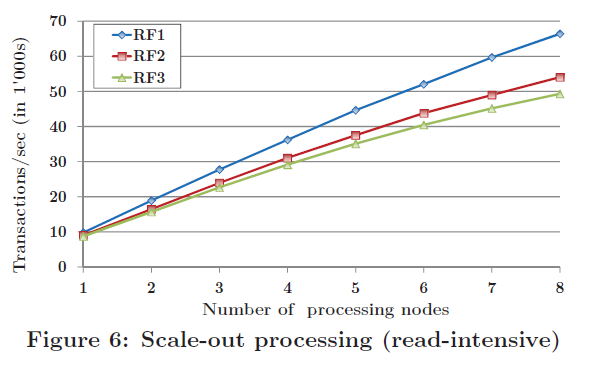 70
60
50
40
30
20
10
0
Transactions/sec (in 1'000s)
RF1
RF2
RF3
1 2 3 4 5 6 7 8
Number of processing nodes
Figure 6: Scale-out processing (read-intensive)